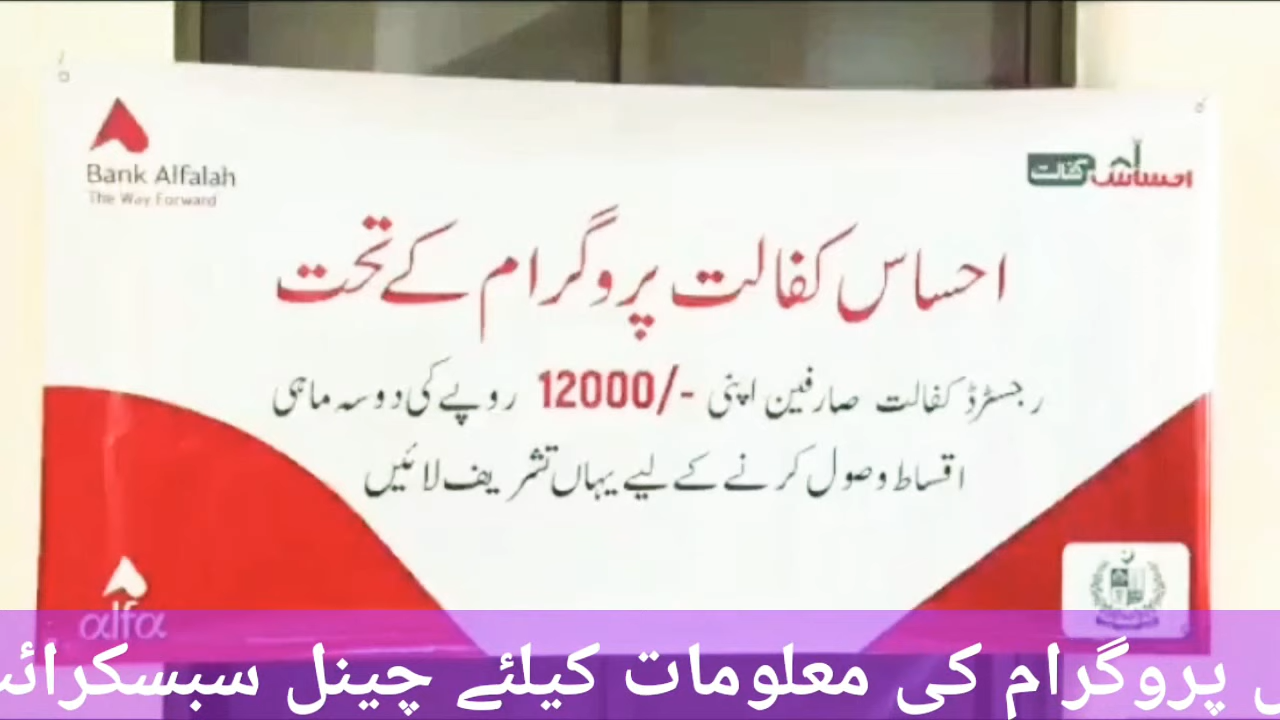 Bank Alfalah
The Way Forward
احساس کفالت
احساس کفالت پروگرام کے تحت
رجسٹرڈ کفالت صارفین اپنی 12000/- روپے کی دو سہ ماہی
اقساط وصول کرنے کے لیے یہاں تشریف لائیں
alfa
پروگرام کی معلومات کیلئے چینل